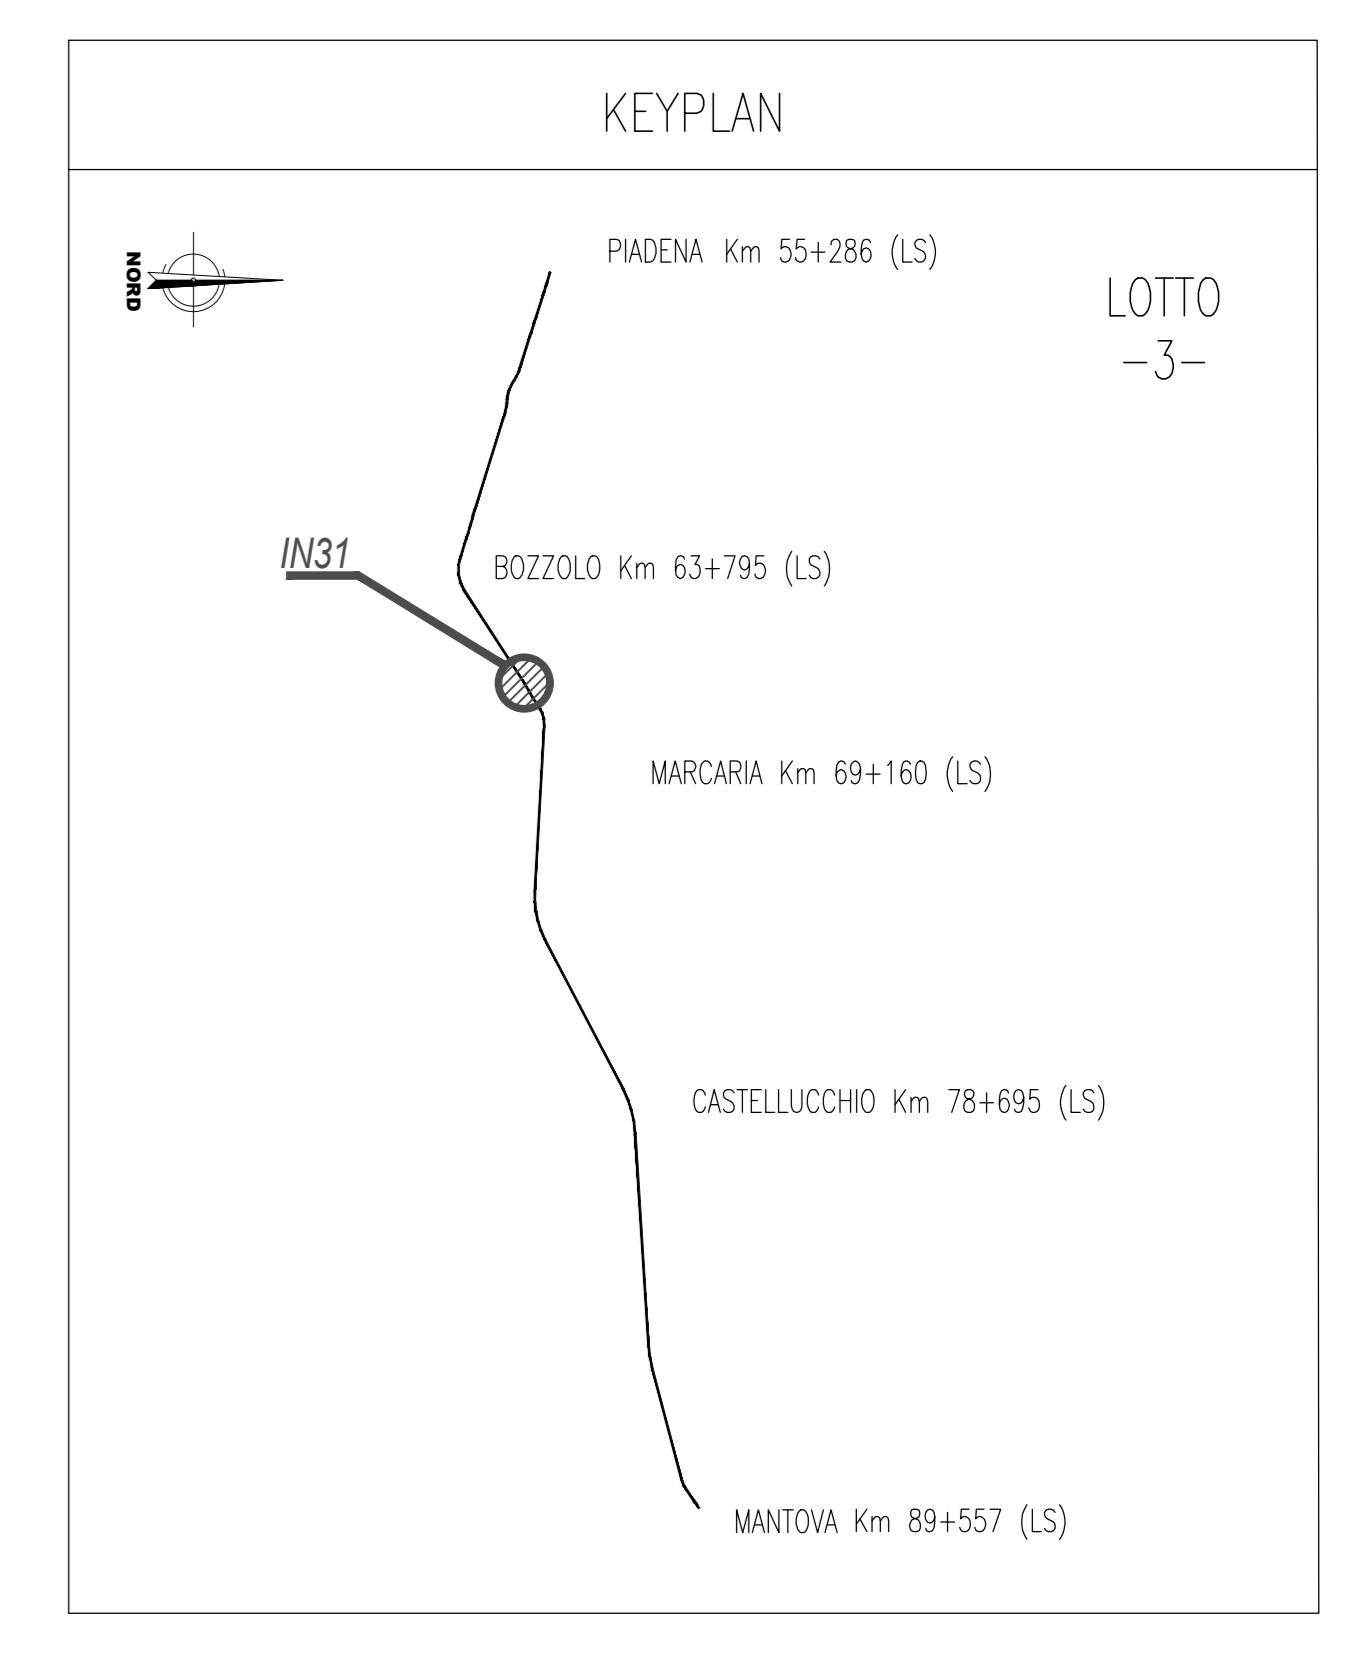 KEYPLAN
NORD
PIADENA Km 55+286 (LS)
LOTTO
-3-
IN31
BOZZOLO Km 63+795 (LS)
MARCARIA Km 69+160 (LS)
CASTELLUCCHIO Km 78+695 (LS)
MANTOVA Km 89+557 (LS)